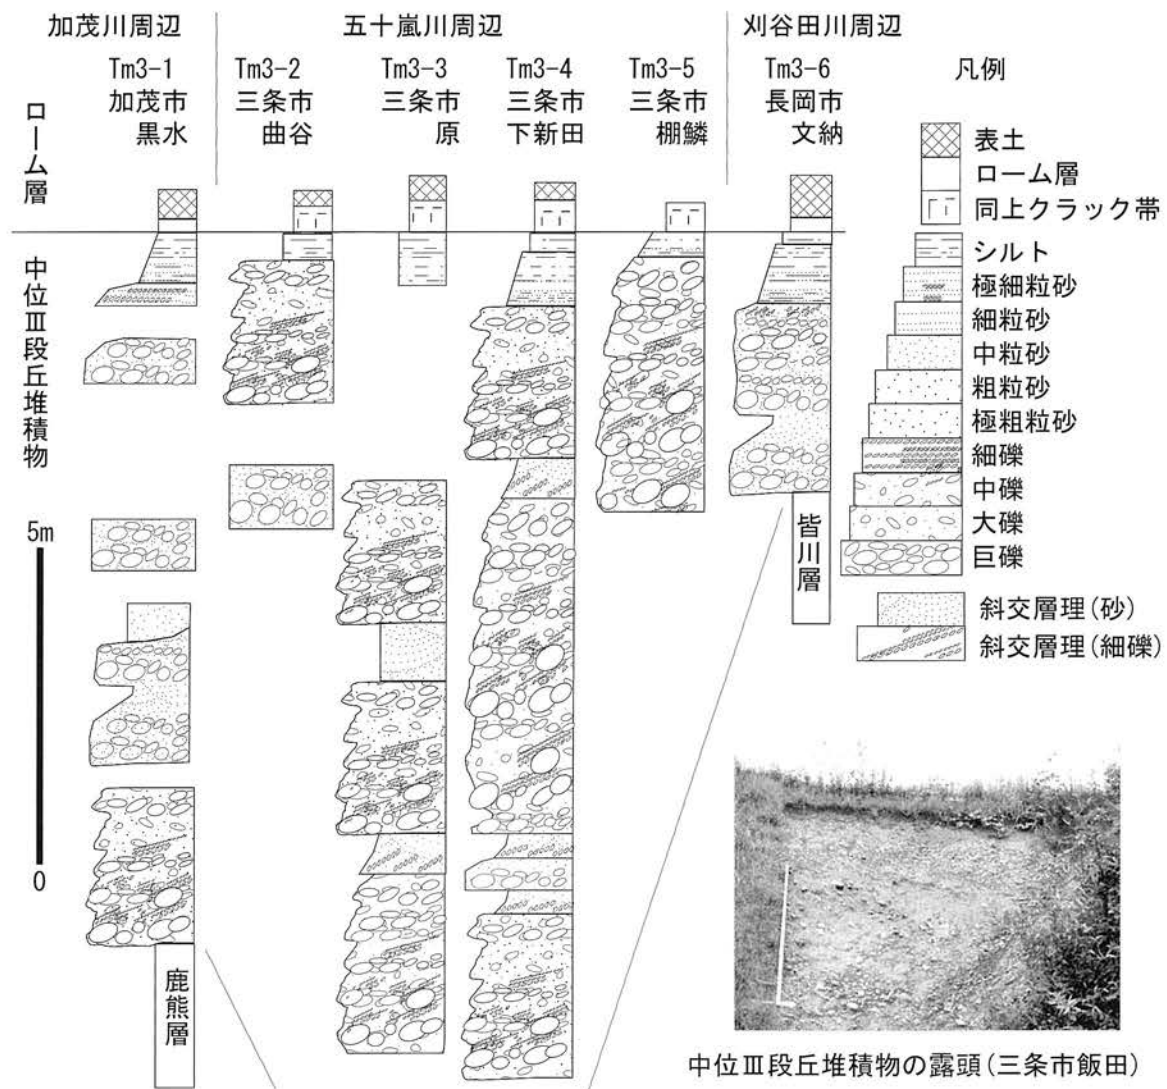 加茂川周辺
五十嵐川周辺
刈谷田川周辺
Tm3-1
加茂市
黒水
Tm3-2
三条市
曲谷
Tm3-3
三条市
原
Tm3-4
三条市
下新田
Tm3-5
三条市
棚鱗
Tm3-6
長岡市
文納
凡例
表土
ローム層
同上クラック帯
シルト
極細粒砂
細粒砂
中粒砂
粗粒砂
極粗粒砂
細礫
中礫
大礫
巨礫
斜交層理(砂)
斜交層理(細礫)
ローム層
中位Ⅲ段丘堆積物
5m
0
鹿熊層
皆川層
中位Ⅲ段丘堆積物の露頭(三条市飯田)